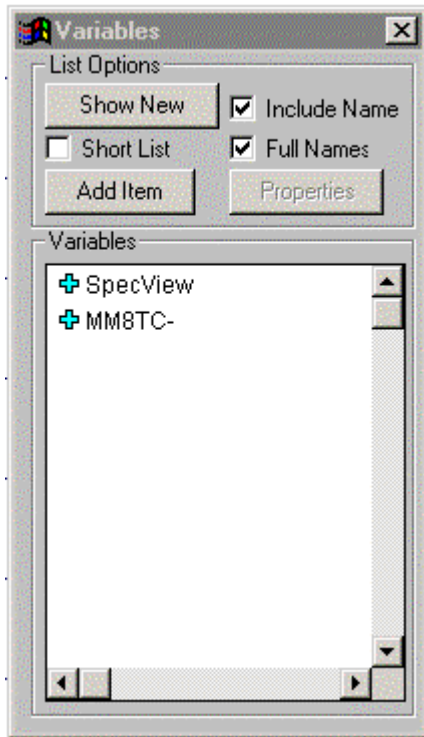 Variables
List Options
Show New
Include Name
Short List
Full Names
Add Item
Properties
Variables
SpecView
MM8TC-